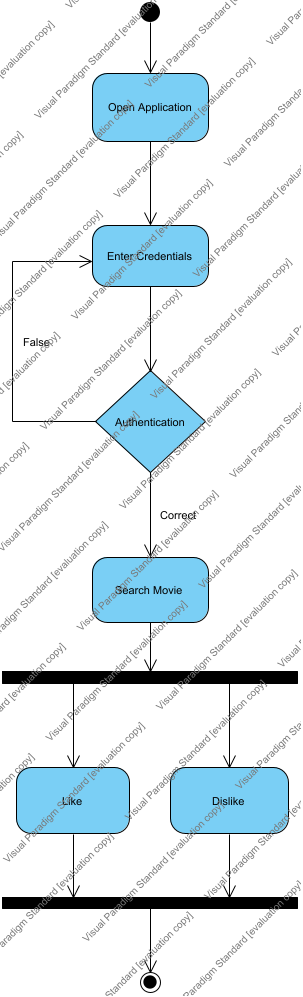 Open Application
Enter Credentials
False
Authentication
Correct
Search Movie
Like
Dislike
Visual Paradigm Standard [evaluation copy]